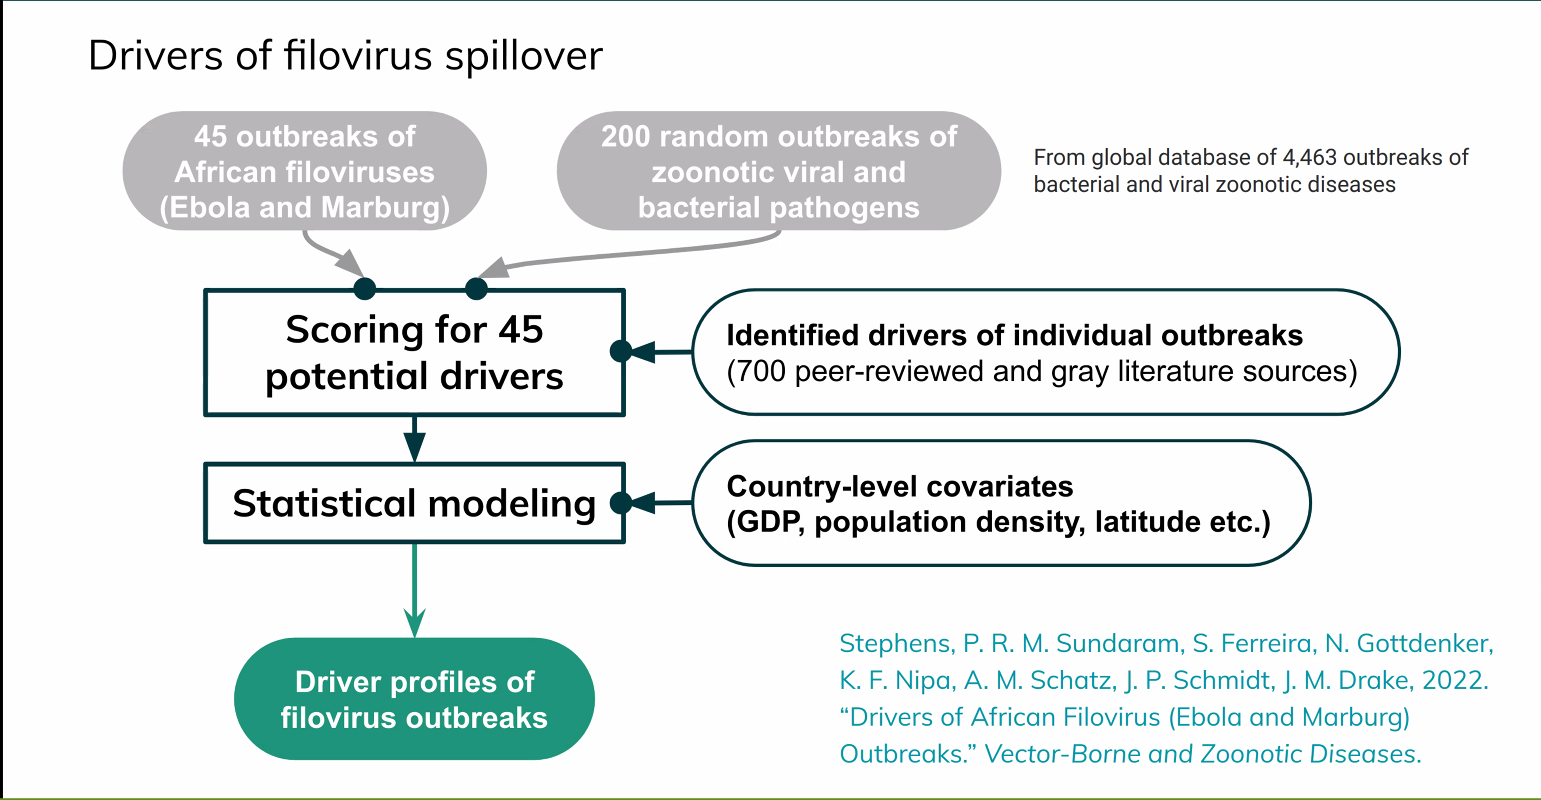 Drivers of filovirus spillover
45 outbreaks of
African filoviruses
(Ebola and Marburg)
200 random outbreaks of
zoonotic viral and
bacterial pathogens
From global database of 4,463 outbreaks of
bacterial and viral zoonotic diseases
Scoring for 45
potential drivers
Identified drivers of individual outbreaks
(700 peer-reviewed and gray literature sources)
Statistical modeling
Country-level covariates
(GDP, population density, latitude etc.)
Driver profiles of
filovirus outbreaks
Stephens, P. R. M. Sundaram, S. Ferreira, N. Gottdenker,
K. F. Nipa, A. M. Schatz, J. P. Schmidt, J. M. Drake, 2022.
“Drivers of African Filovirus (Ebola and Marburg)
Outbreaks.” Vector-Borne and Zoonotic Diseases.